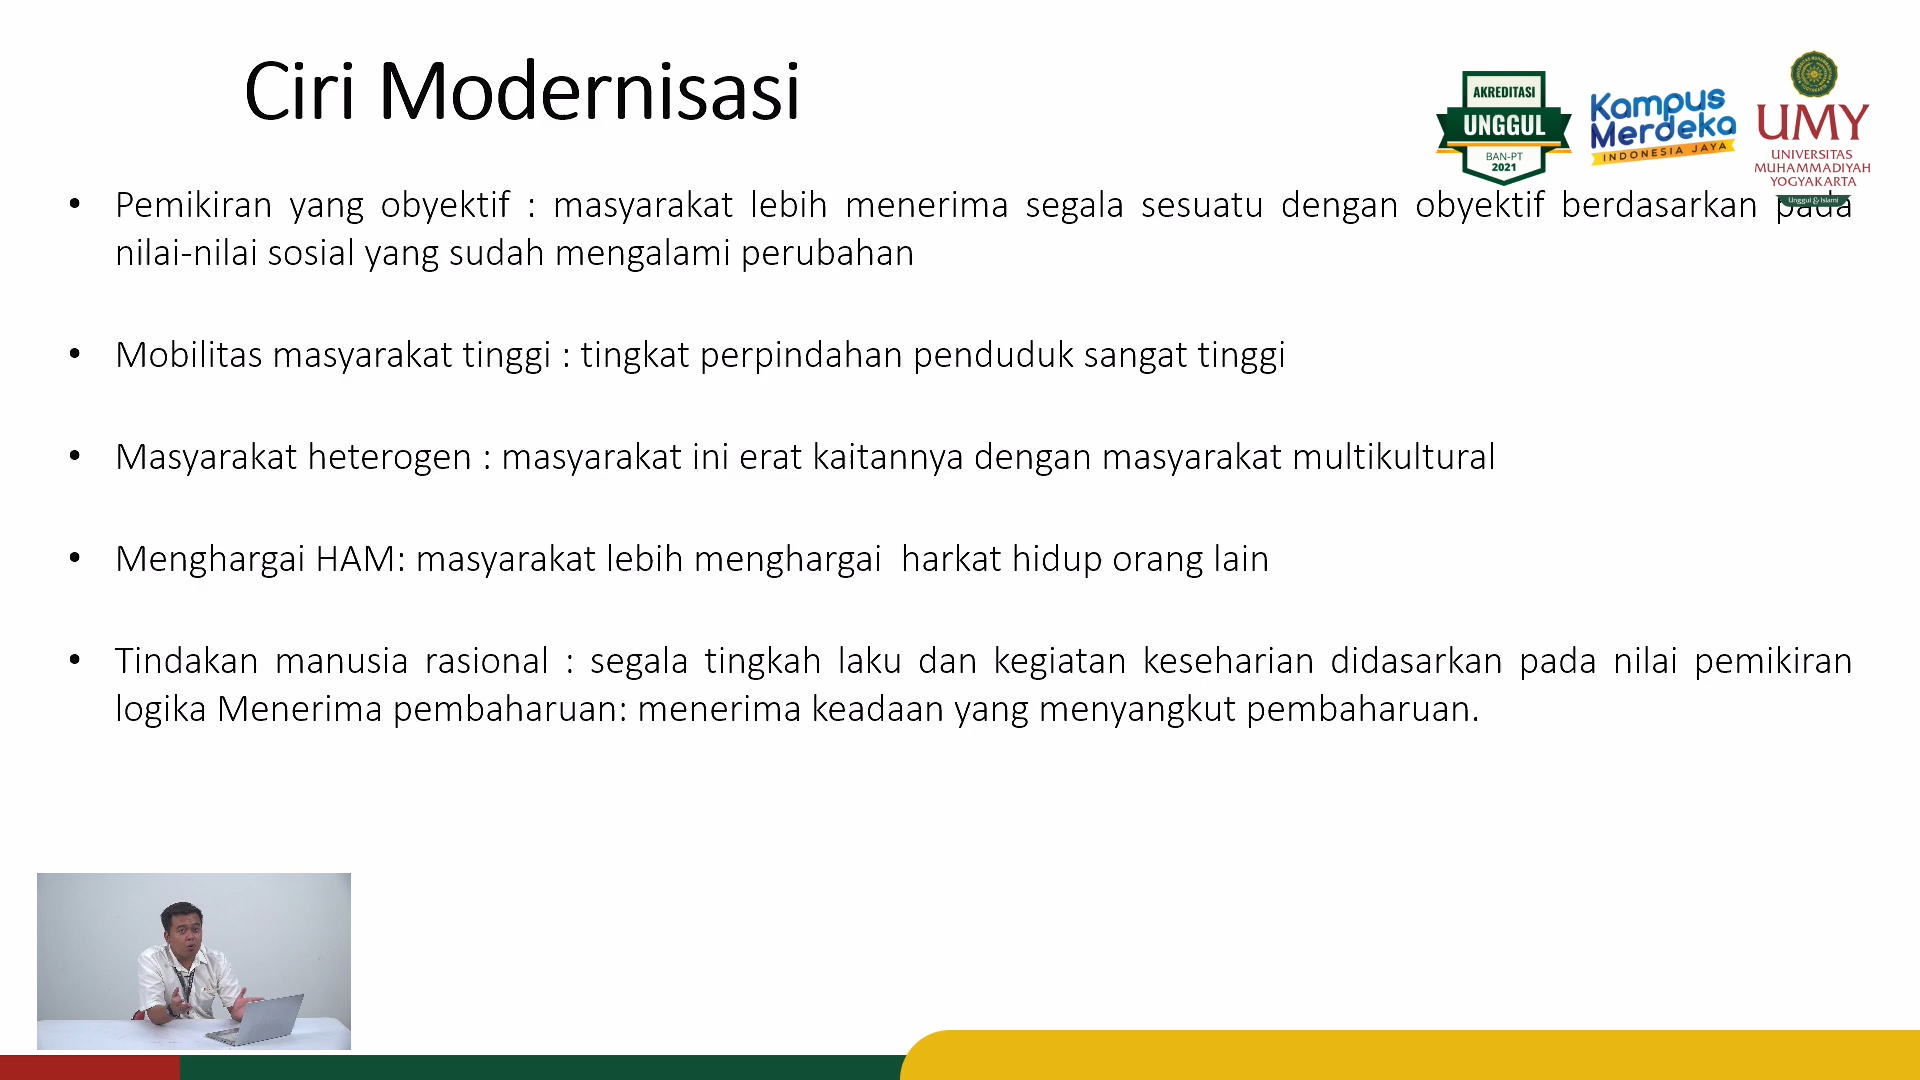 Ciri Modernisasi
AKREDITASI
UNGGUL
BAN-PT
2021
Kampus
Merdeka
INDONESIA JAYA
UMY
UNIVERSITAS
MUHAMMADIYAH
YOGYAKARTA
Unggul & Islami
• Pemikiran yang obyektif : masyarakat lebih menerima segala sesuatu dengan obyektif berdasarkan pada
nilai-nilai sosial yang sudah mengalami perubahan
• Mobilitas masyarakat tinggi : tingkat perpindahan penduduk sangat tinggi
• Masyarakat heterogen : masyarakat ini erat kaitannya dengan masyarakat multikultural
• Menghargai HAM: masyarakat lebih menghargai  harkat hidup orang lain
• Tindakan manusia rasional : segala tingkah laku dan kegiatan keseharian didasarkan pada nilai pemikiran
logika Menerima pembaharuan: menerima keadaan yang menyangkut pembaharuan.